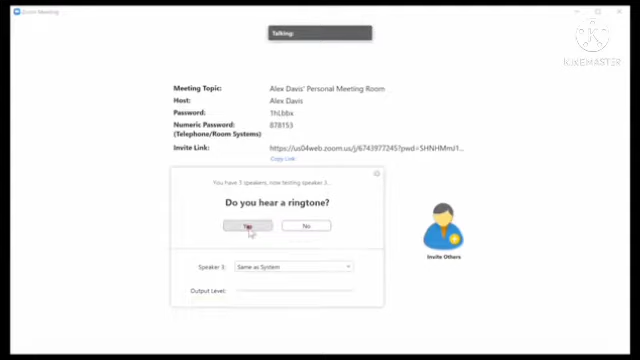 Zoom Meeting
Talking:
KINEMASTER
Meeting Topic: Alex Davis' Personal Meeting Room
Host: Alex Davis
Password:
Numeric Password: 878153
(Telephone/Room Systems)
Invite Link:
Copy Link
You have 3 speakers, now testing speaker 3...
Do you hear a ringtone?
Yes
No
Speaker 3: Same as System
Output Level:
Invite Others